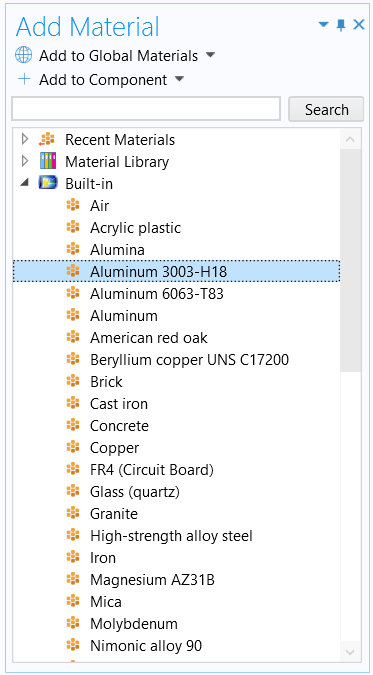 Add Material
Add to Global Materials
Add to Component
Search
Recent Materials
Material Library
Built-in
Air
Acrylic plastic
Alumina
Aluminum 3003-H18
Aluminum 6063-T83
Aluminum
American red oak
Beryllium copper UNS C17200
Brick
Cast iron
Concrete
Copper
FR4 (Circuit Board)
Glass (quartz)
Granite
High-strength alloy steel
Iron
Magnesium AZ31B
Mica
Molybdenum
Nimonic alloy 90